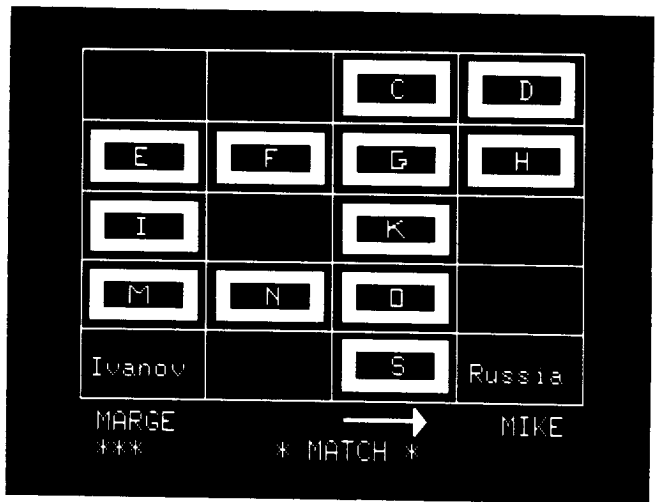 C D
E F G H
I K
M N O
Ivanov S Russia
MARGE MIKE
*** * MATCH *